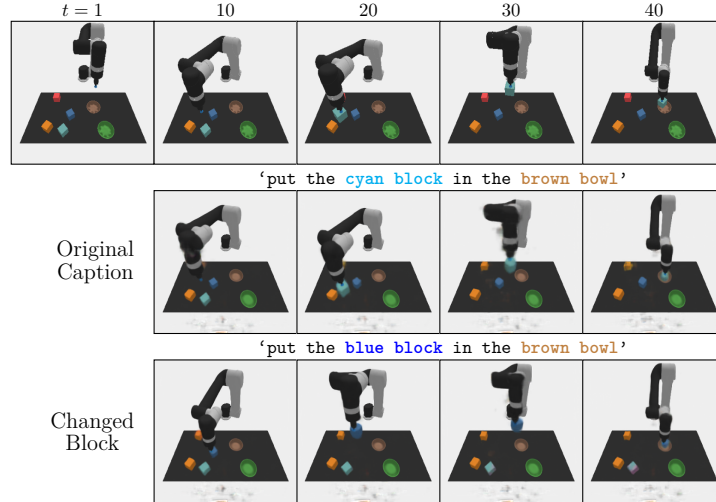 t = 1 10 20 30 40
‘put the cyan block in the brown bowl’
Original
Caption
‘put the blue block in the brown bowl’
Changed
Block